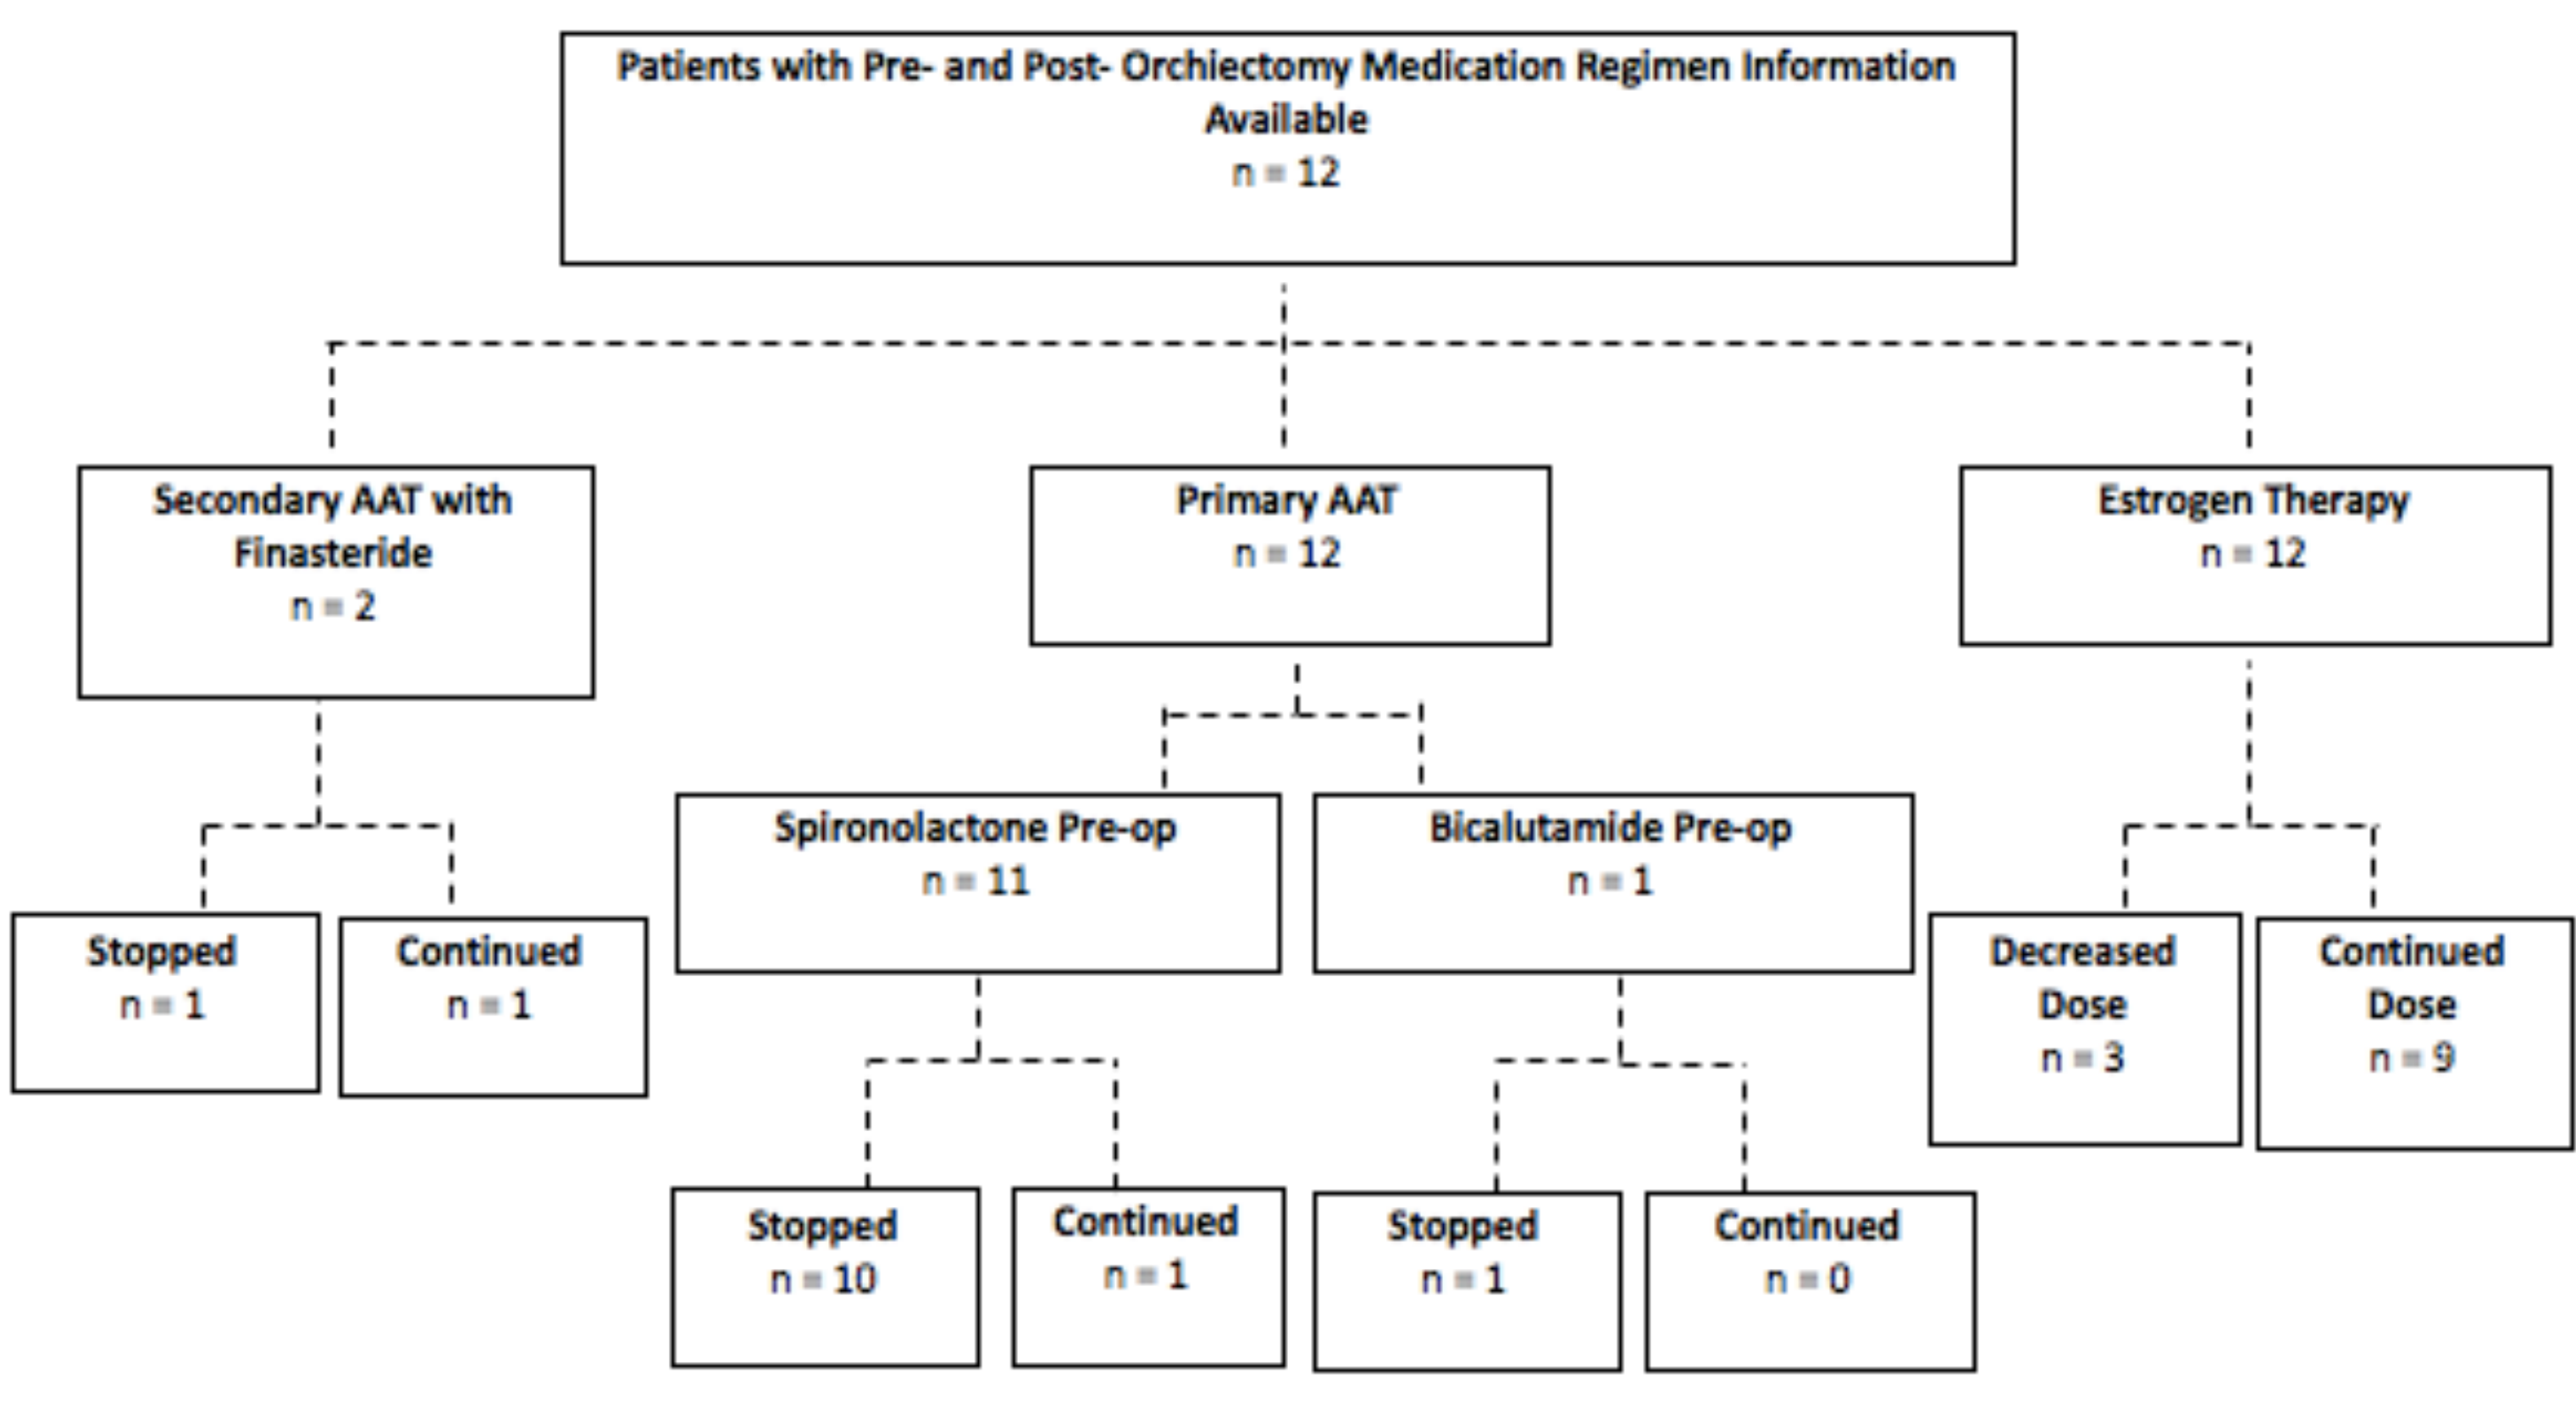 Patients with Pre- and Post- Orchiectomy Medication Regimen Information
Available
n = 12
Secondary AAT with
Finasteride
n = 2
Primary AAT
n = 12
Estrogen Therapy
n = 12
Spironolactone Pre-op
n = 11
Bicalutamide Pre-op
n = 1
Stopped
n = 1
Continued
n = 1
Decreased
Dose
n = 3
Continued
Dose
n = 9
Stopped
n = 10
Continued
n = 1
Stopped
n = 1
Continued
n = 0